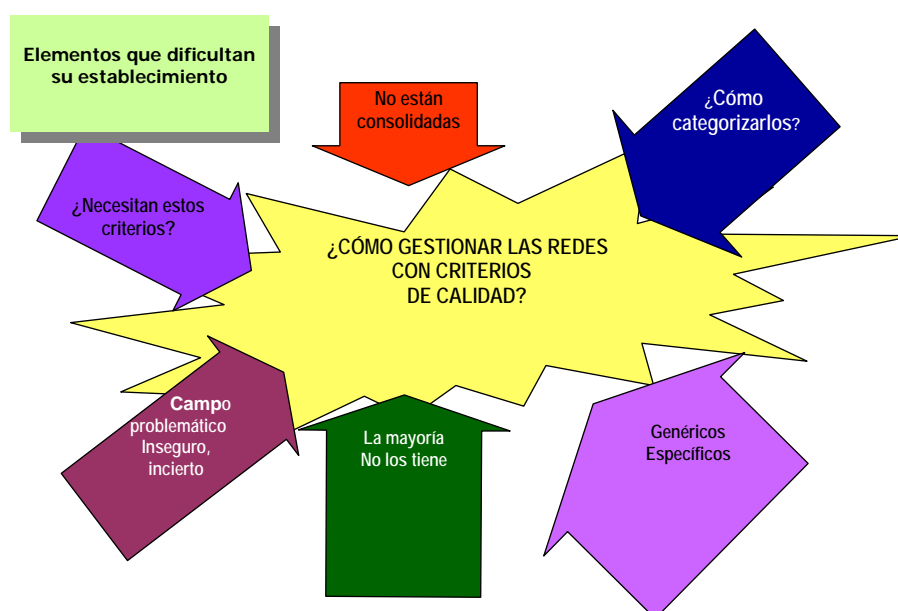 Elementos que dificultan
su establecimiento
No están
consolidadas
¿Cómo
categorizarlos?
¿Necesitan estos
criterios?
¿CÓMO GESTIONAR LAS REDES
CON CRITERIOS
DE CALIDAD?
Campo
problemático
Inseguro,
incierto
La mayoría
No los tiene
Genéricos
Específicos